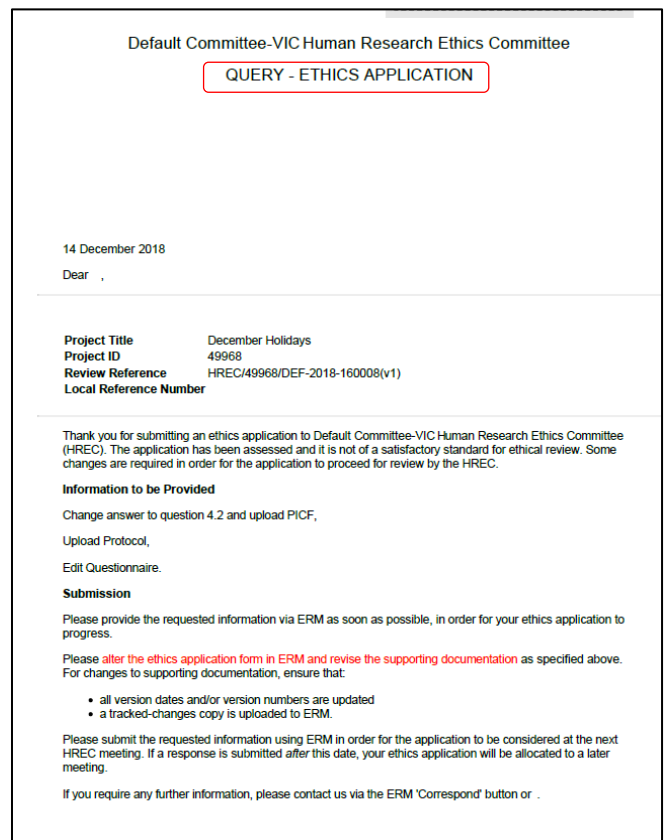 Default Committee-VIC Human Research Ethics Committee
QUERY - ETHICS APPLICATION
14 December 2018
Dear ,
Project Title December Holidays
Project ID 49968
Review Reference HREC/49968/DEF-2018-160008(v1)
Local Reference Number
Thank you for submitting an ethics application to Default Committee-VIC Human Research Ethics Committee
(HREC). The application has been assessed and it is not of a satisfactory standard for ethical review. Some
changes are required in order for the application to proceed for review by the HREC.
Information to be Provided
Change answer to question 4.2 and upload PICF,
Upload Protocol,
Edit Questionnaire.
Submission
Please provide the requested information via ERM as soon as possible, in order for your ethics application to
progress.
Please alter the ethics application form in ERM and revise the supporting documentation as specified above.
For changes to supporting documentation, ensure that:
• all version dates and/or version numbers are updated
• a tracked-changes copy is uploaded to ERM.
Please submit the requested information using ERM in order for the application to be considered at the next
HREC meeting. If a response is submitted after this date, your ethics application will be allocated to a later
meeting.
If you require any further information, please contact us via the ERM 'Correspond' button or .